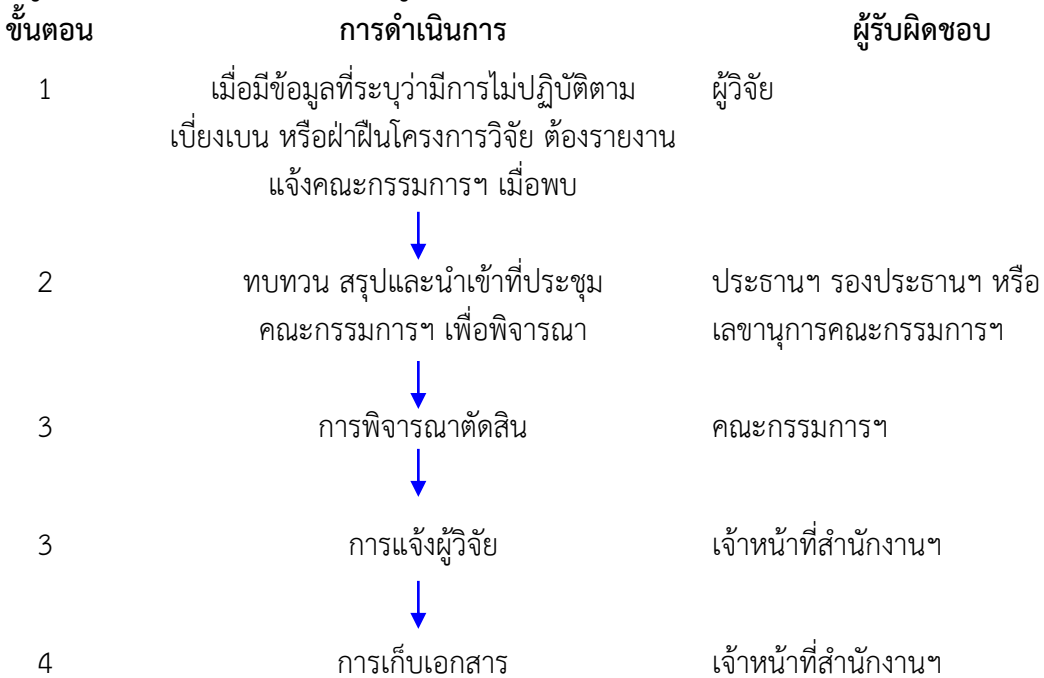 ขั้นตอน การดำเนินการ ผู้รับผิดชอบ
1 เมื่อมีข้อมูลที่ระบุว่ามีการไม่ปฏิบัติตาม ผู้วิจัย
เบี่ยงเบน หรือฝ่าฝืนโครงการวิจัย ต้องรายงาน
แจ้งคณะกรรมการฯ เมื่อพบ
2 ทบทวน สรุปและนำเข้าที่ประชุม ประธานฯ รองประธานฯ หรือ
คณะกรรมการฯ เพื่อพิจารณา เลขานุการคณะกรรมการฯ
3 การพิจารณาตัดสิน คณะกรรมการฯ
3 การแจ้งผู้วิจัย เจ้าหน้าที่สำนักงานฯ
4 การเก็บเอกสาร เจ้าหน้าที่สำนักงานฯ